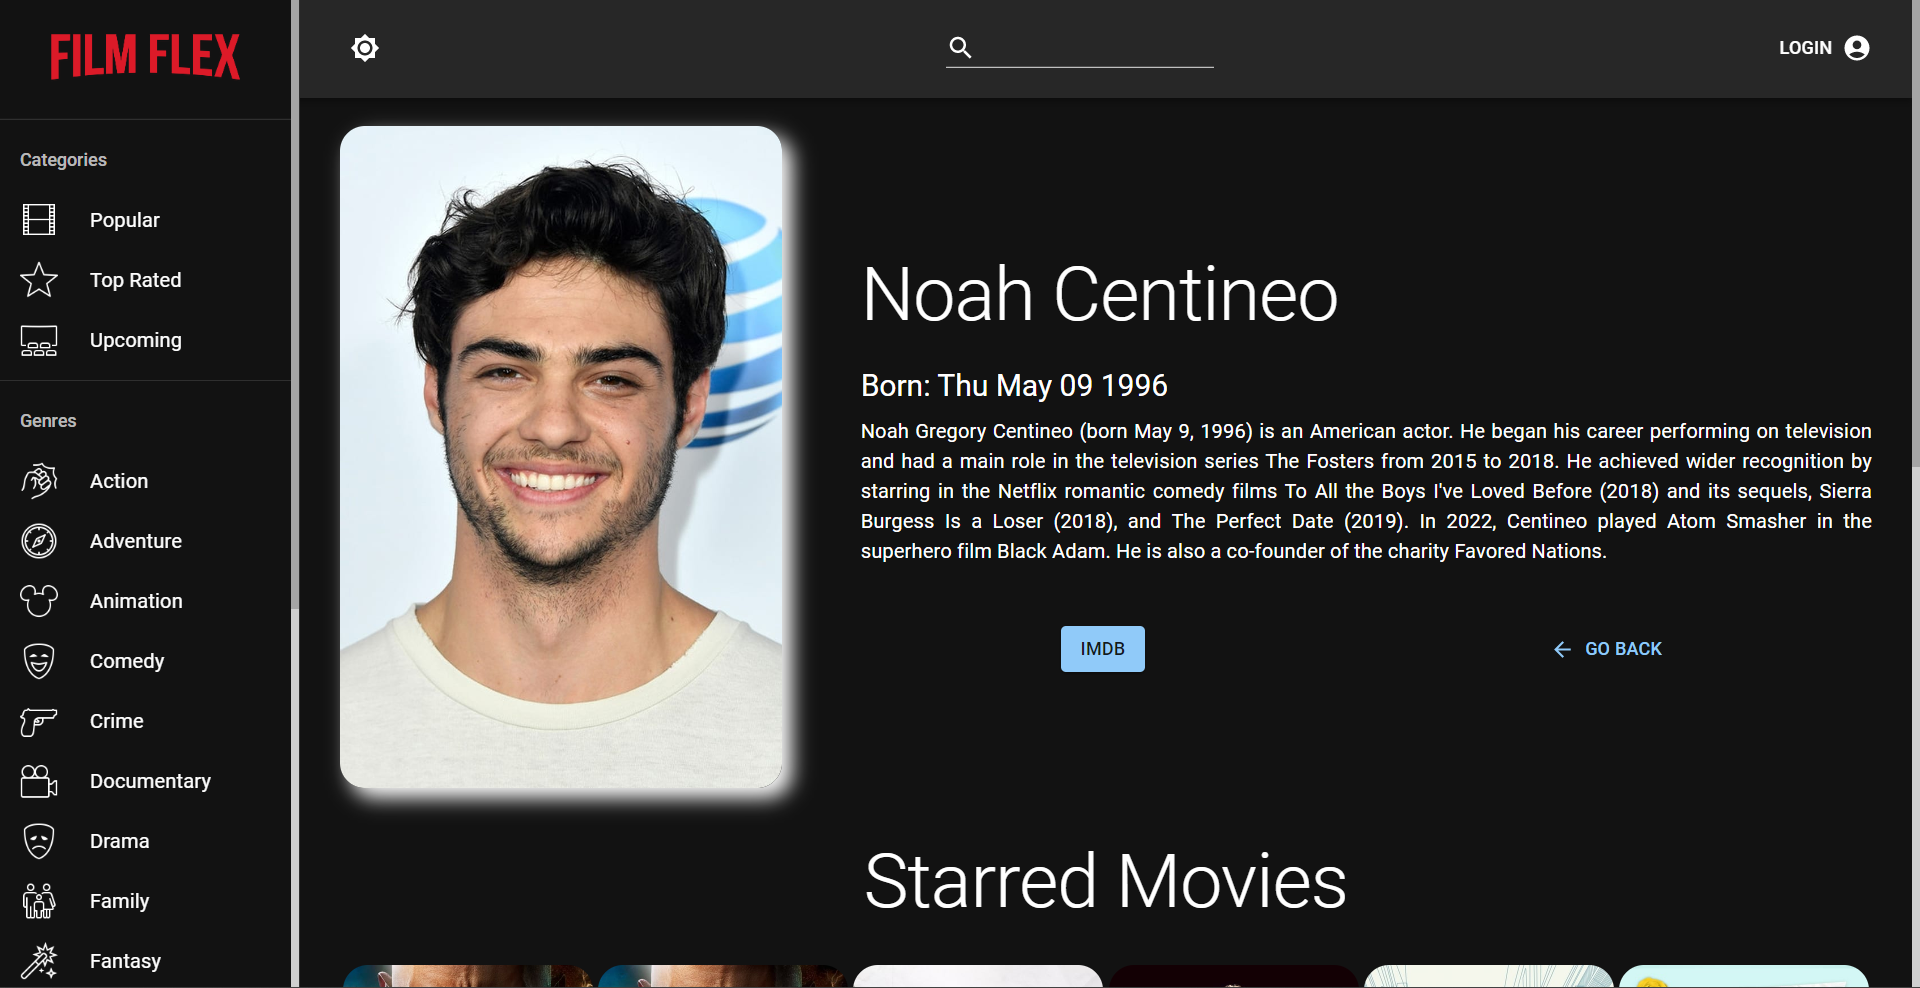 FILM FLEX
LOGIN
Categories
Popular
Top Rated
Upcoming
Genres
Action
Adventure
Animation
Comedy
Crime
Documentary
Drama
Family
Fantasy
Noah Centineo
Born: Thu May 09 1996
Noah Gregory Centineo (born May 9, 1996) is an American actor. He began his career performing on television
and had a main role in the television series The Fosters from 2015 to 2018. He achieved wider recognition by
starring in the Netflix romantic comedy films To All the Boys I've Loved Before (2018) and its sequels, Sierra
Burgess Is a Loser (2018), and The Perfect Date (2019). In 2022, Centineo played Atom Smasher in the
superhero film Black Adam. He is also a co-founder of the charity Favored Nations.
IMDB
GO BACK
Starred Movies